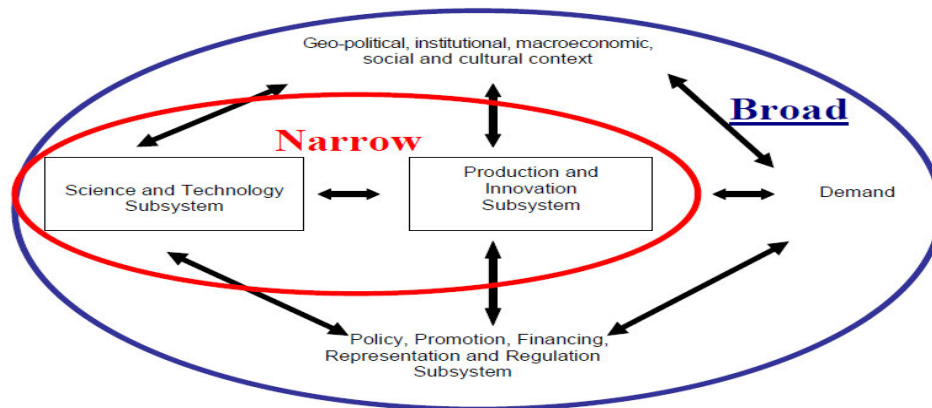 Geo-political, institutional, macroeconomic,
social and cultural context
Broad
Narrow
Science and Technology
Subsystem
Production and
Innovation
Subsystem
Demand
Policy, Promotion, Financing,
Representation and Regulation
Subsystem